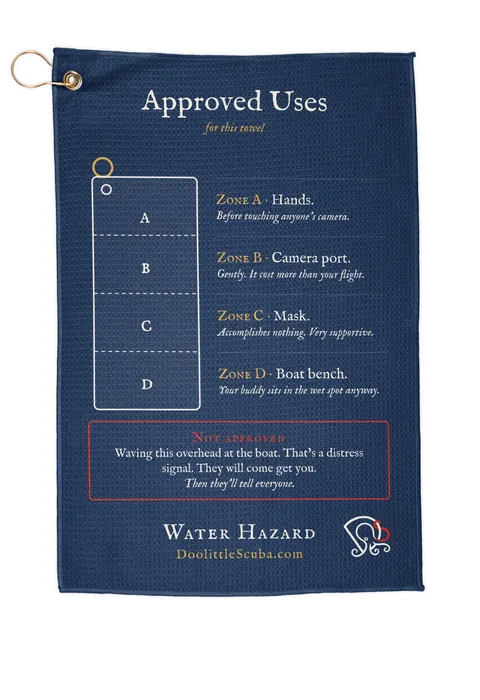 Approved Uses
for this towel
A
Zone A · Hands.
Before touching anyone's camera.
B
Zone B · Camera port.
Gently. It cost more than your flight.
C
Zone C · Mask.
Accomplishes nothing. Very supportive.
D
Zone D · Boat bench.
Your buddy sits in the wet spot anyway.
Not approved
Waving this overhead at the boat. That's a distress
signal. They will come get you.
Then they'll tell everyone.
Water Hazard
DoolittleScuba.com